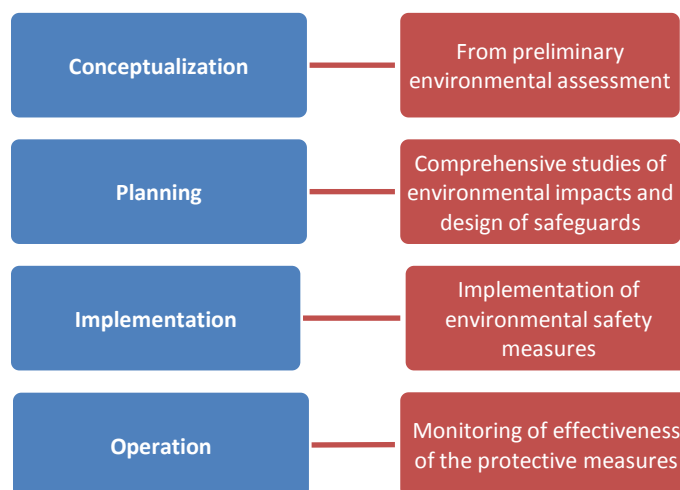 Conceptualization
From preliminary
environmental assessment
Planning
Comprehensive studies of
environmental impacts and
design of safeguards
Implementation
Implementation of
environmental safety
measures
Operation
Monitoring of effectiveness
of the protective measures